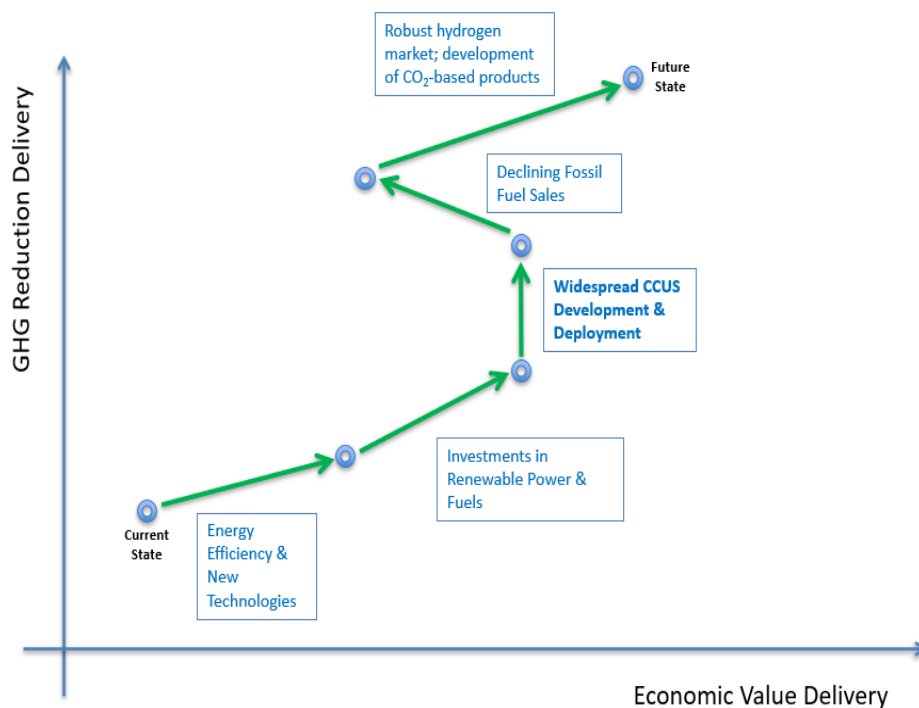 Robust hydrogen
market; development
of CO₂-based products
Future
State
GHG Reduction Delivery
Declining Fossil
Fuel Sales
Widespread CCUS
Development &
Deployment
Investments in
Renewable Power &
Fuels
Current
State
Energy
Efficiency &
New
Technologies
Economic Value Delivery